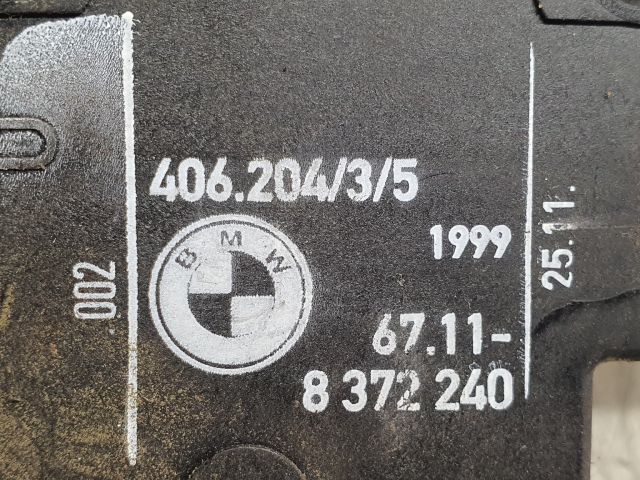 406.204/3/5
BMW
1999
67.11-
8 372 240
.002
25.11.